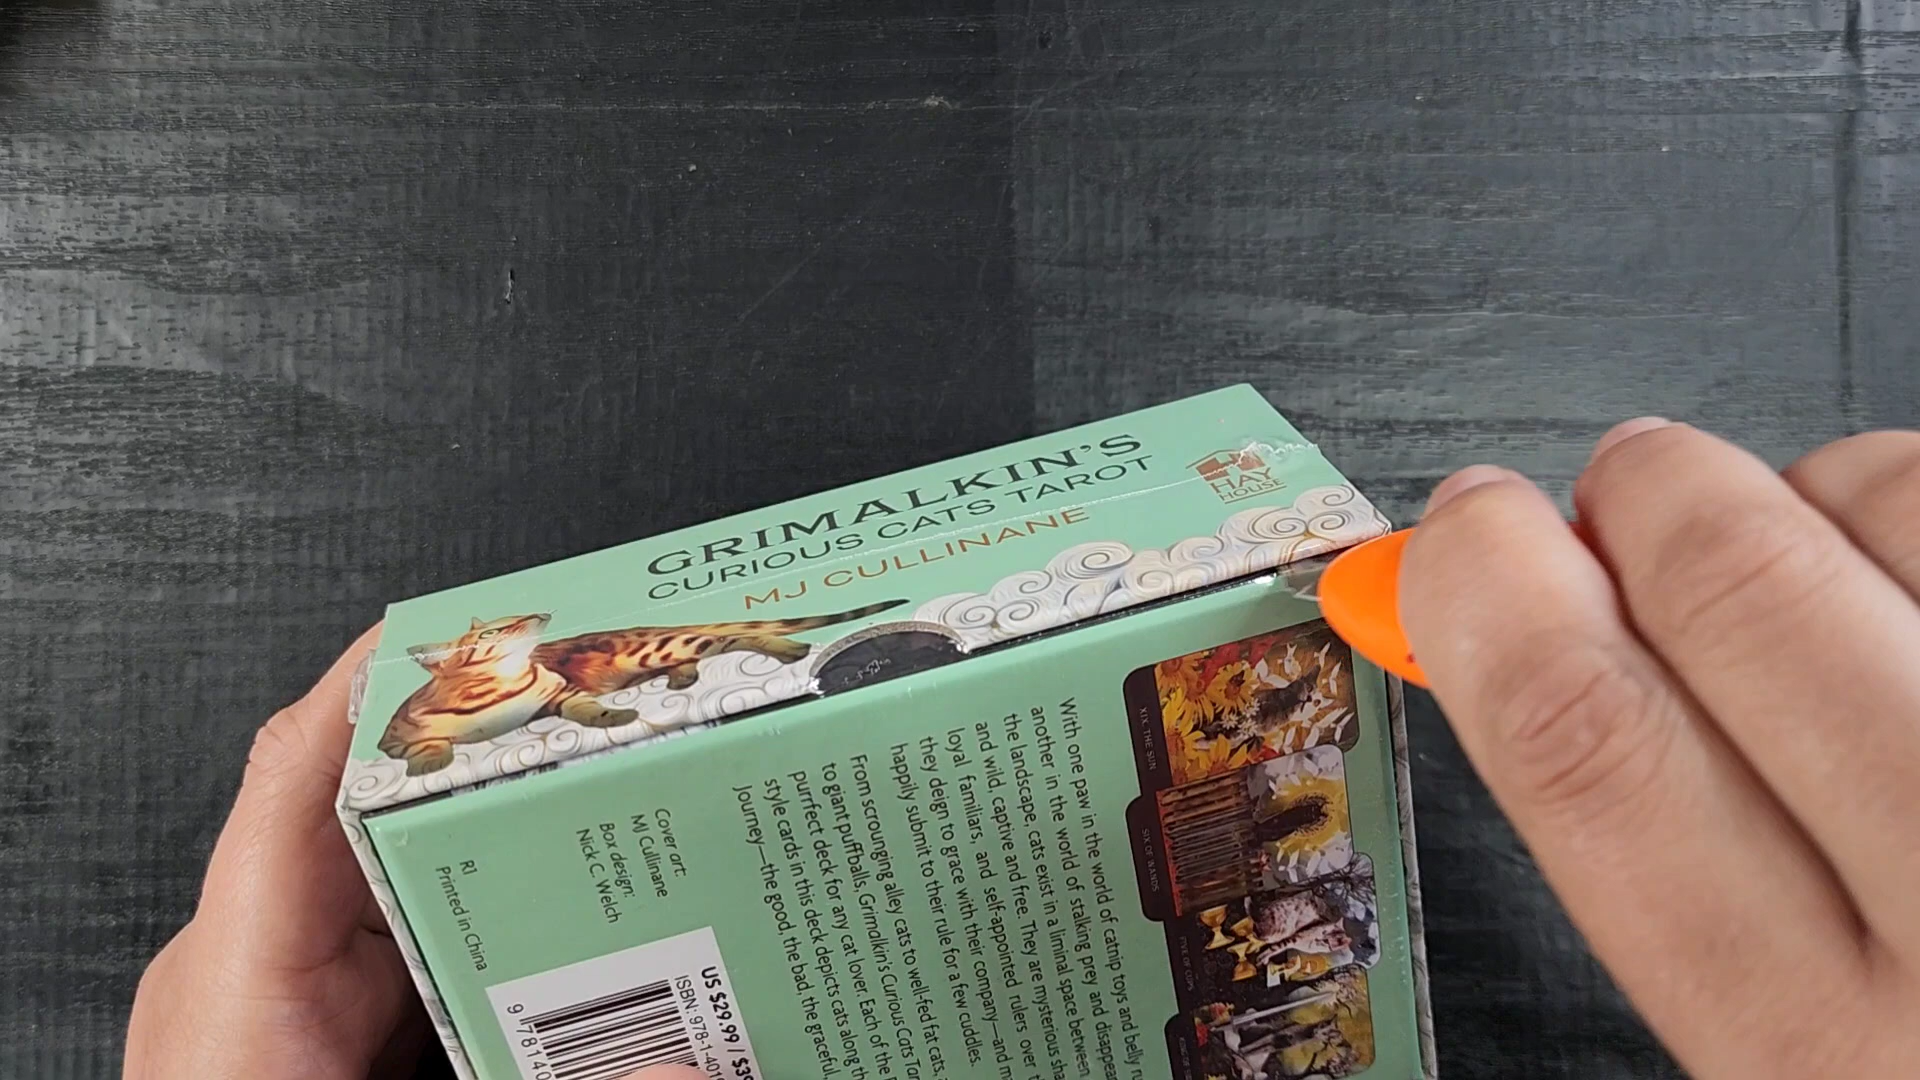 GRIMALKIN'S
CURIOUS CATS TAROT
MJ CULLINANE
HAY
HOUSE
XIX. THE SUN
SIX OF WANDS
FIVE OF CUPS
With one paw in the world of catnip toys and belly
another in the world of stalking prey and
the landscape, cats exist in a liminal space between
and wild, captive and free. They are mysterious
loyal familiars, and self-appointed rulers over
they deign to grace with their company—and
happily submit to their rule for a few cuddles.
From scrounging alley cats to well-fed fat cats,
to giant puffballs, Grimalkin's Curious Cats
purrfect deck for any cat lover. Each of the
style cards in this deck depicts cats along the
journey—the good, the bad, the graceful,
Cover art:
MJ Cullinane
Box design:
Nick C. Welch
RI
Printed in China
US $29.99 /
ISBN: 978-1-401
9 78140